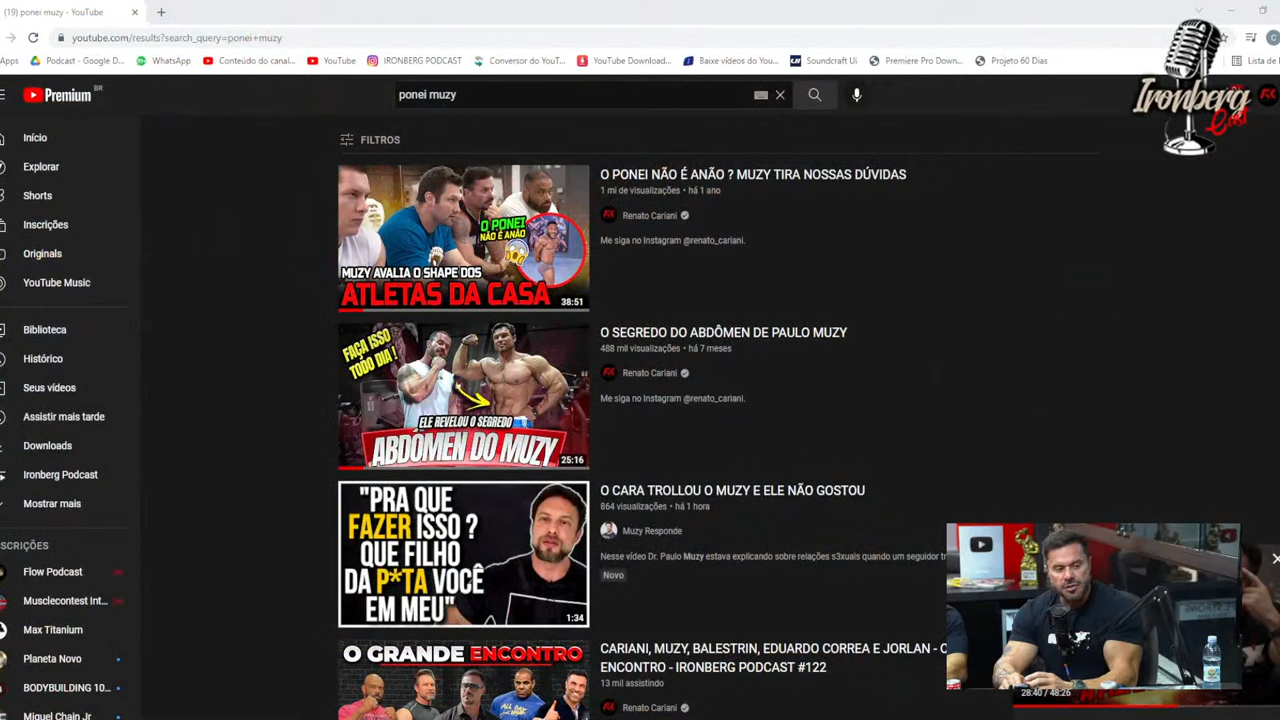 (19) ponei muzy - YouTube
youtube.com/results?search_query=ponei+muzy
Apps
Podcast - Google D...
WhatsApp
Conteúdo do canal...
YouTube
IRONBERG PODCAST
Conversor do YouT...
YouTube Download...
Baixe vídeos do You...
Soundcraft Ui
Premiere Pro Down...
Projeto 60 Dias
Lista de
Premium BR
ponei muzy
Ironberg
Cast
Início
Explorar
Shorts
Inscrições
Originals
YouTube Music
Biblioteca
Histórico
Seus vídeos
Assistir mais tarde
Downloads
Ironberg Podcast
Mostrar mais
SCRIÇÕES
Flow Podcast
Musclecontest Int...
Max Titanium
Planeta Novo
BODYBUILDING 10...
Miguel Chain Jr
FILTROS
O PONEI
NÃO É
ANÃO
MUZY AVALIA O SHAPE DOS
ATLETAS DA CASA
38:51
O PONEI NÃO É ANÃO ? MUZY TIRA NOSSAS DÚVIDAS
1 mi de visualizações • há 1 ano
Renato Cariani
Me siga no Instagram @renato_cariani.
FAÇA ISSO
TODO DIA!
ELE REVELOU O SEGREDO
ABDÔMEN DO MUZY
25:16
O SEGREDO DO ABDÔMEN DE PAULO MUZY
488 mil visualizações • há 7 meses
Renato Cariani
Me siga no Instagram @renato_cariani.
"PRA QUE
FAZER ISSO ?
QUE FILHO
DA P*TA VOCÊ
EM MEU"
1:34
O CARA TROLLOU O MUZY E ELE NÃO GOSTOU
864 visualizações • há 1 hora
Muzy Responde
Nesse vídeo Dr. Paulo Muzy estava explicando sobre relações s3xuais quando um seguidor
Novo
O GRANDE ENCONTRO
CARIANI, MUZY, BALESTRIN, EDUARDO CORREA E JORLAN -
ENCONTRO - IRONBERG PODCAST #122
13 mil assistindo
Renato Cariani
28:40 / 48:26